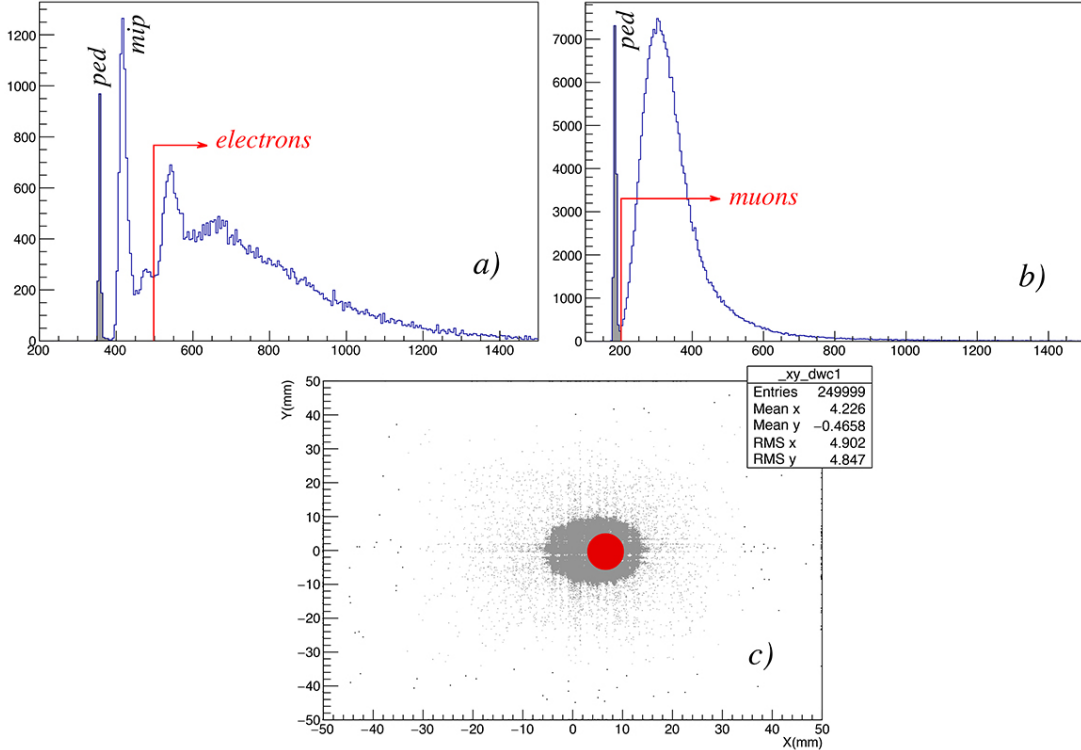 1200
1000
800
600
400
200
0
ped
mip
electrons
a)
200 400 600 800 1000 1200 1400
7000
6000
5000
4000
3000
2000
1000
0
ped
muons
b)
200 400 600 800 1000 1200 1400
_xy_dwc1
Entries 249999
Mean x 4.226
Mean y −0.4658
RMS x 4.902
RMS y 4.847
Y(mm)
50
40
30
20
10
0
−10
−20
−30
−40
−50
c)
−50 −40 −30 −20 −10 0 10 20 30 40 50
X(mm)